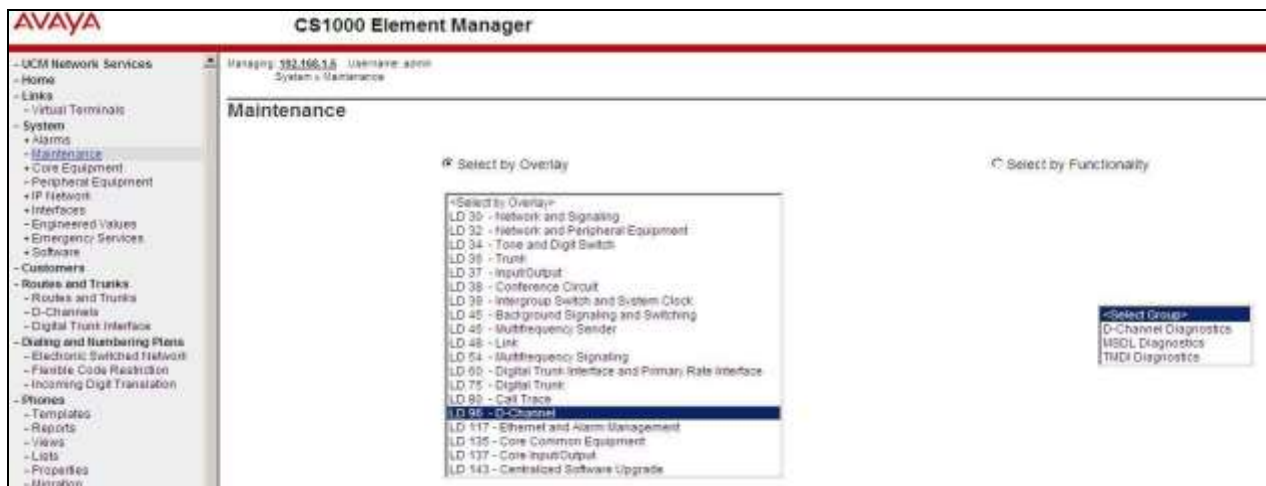 AVAYA
CS1000 Element Manager
- UCM Network Services
- Home
- Links
- Virtual Terminals
- System
+ Alarms
- Maintenance
+ Core Equipment
- Peripheral Equipment
+ IP Network
+ Interfaces
- Engineered Values
+ Emergency Services
+ Software
- Customers
- Routes and Trunks
- Routes and Trunks
- D-Channels
- Digital Trunk Interface
- Dialing and Numbering Plans
- Electronic Switched Network
- Flexible Code Restriction
- Incoming Digit Translation
- Phones
- Templates
- Reports
- Views
- Lists
- Properties
- Migration
Managing: 192.168.1.5 Username: admin
System » Maintenance
Maintenance
Select by Overlay
<Select by Overlay>
LD 30 - Network and Signaling
LD 32 - Network and Peripheral Equipment
LD 34 - Tone and Digit Switch
LD 36 - Trunk
LD 37 - Input/Output
LD 38 - Conference Circuit
LD 39 - Intergroup Switch and System Clock
LD 45 - Background Signaling and Switching
LD 46 - Multifrequency Sender
LD 48 - Link
LD 54 - Multifrequency Signaling
LD 60 - Digital Trunk Interface and Primary Rate Interface
LD 75 - Digital Trunk
LD 80 - Call Trace
LD 96 - D-Channel
LD 117 - Ethernet and Alarm Management
LD 135 - Core Common Equipment
LD 137 - Core Input/Output
LD 143 - Centralized Software Upgrade
Select by Functionality
<Select Group>
D-Channel Diagnostics
MSDL Diagnostics
TMDI Diagnostics